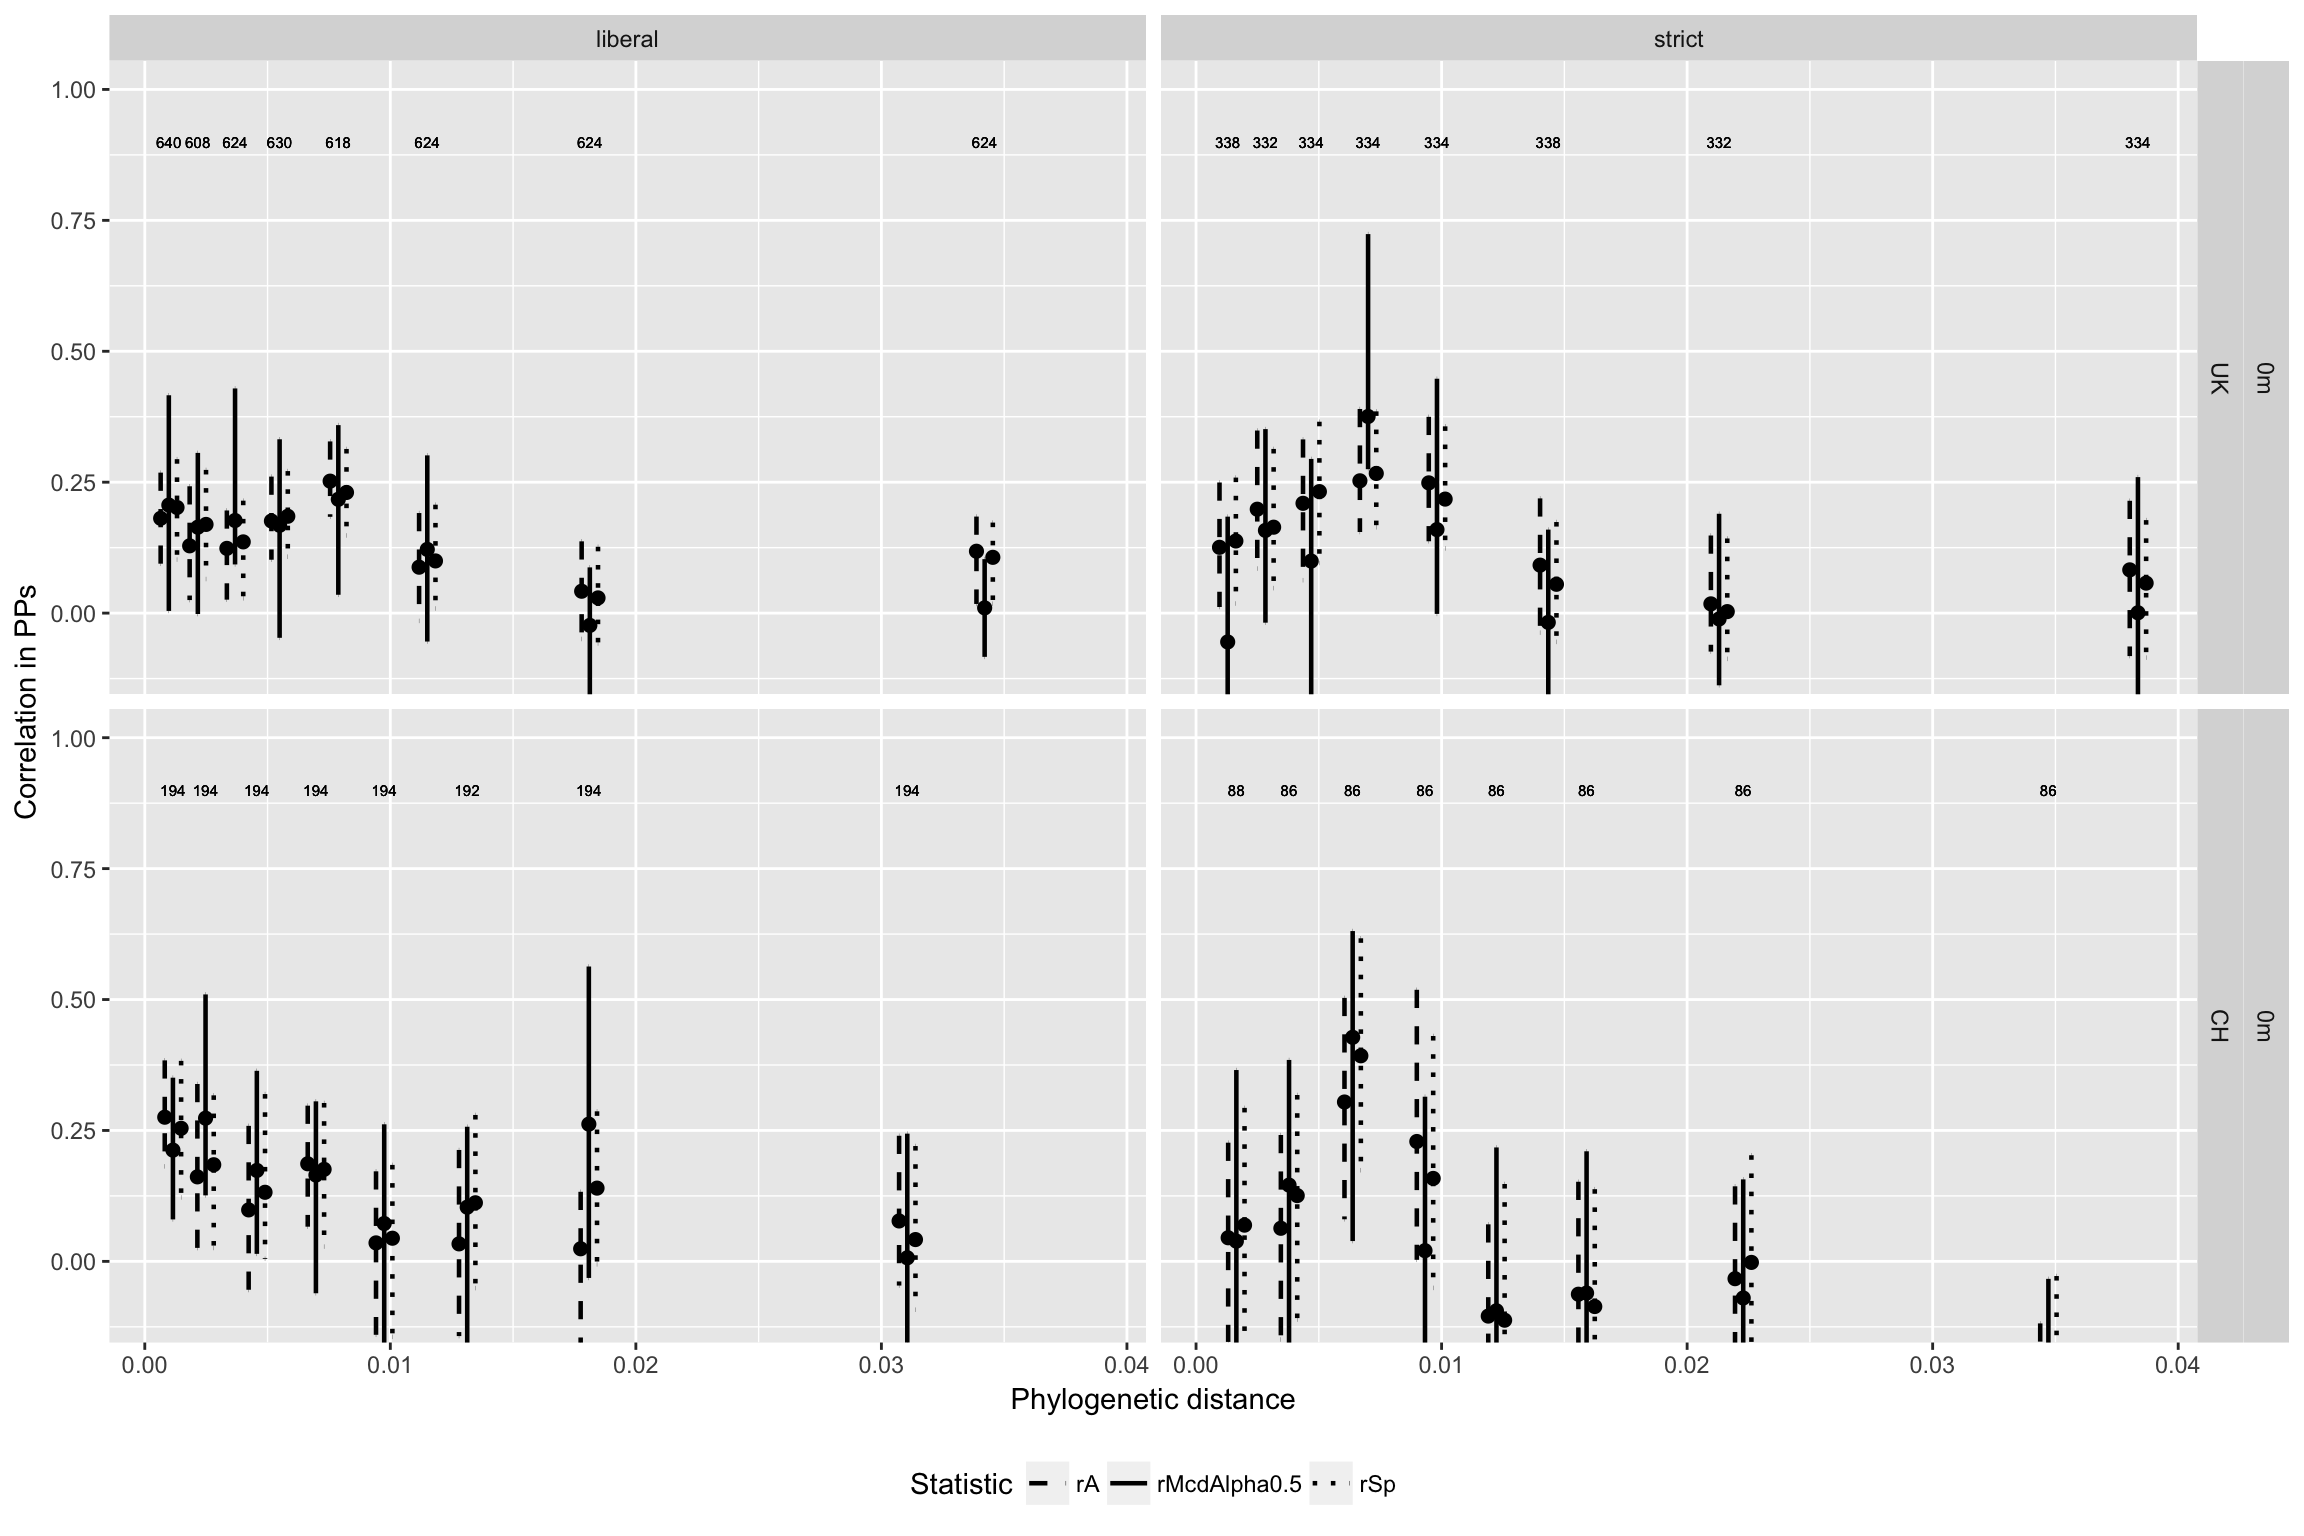 liberal strict
1.00
640 608 624 630 618 624 624 624 338 332 334 334 334 338 332 334
0.75
0.50
UK 0m
0.25
0.00
Correlation in PPs
1.00
194 194 194 194 194 192 194 194 88 86 86 86 86 86 86 86
0.75
0.50
CH 0m
0.25
0.00
0.00 0.01 0.02 0.03 0.04 0.00 0.01 0.02 0.03 0.04
Phylogenetic distance
Statistic rA rMcdAlpha0.5 rSp